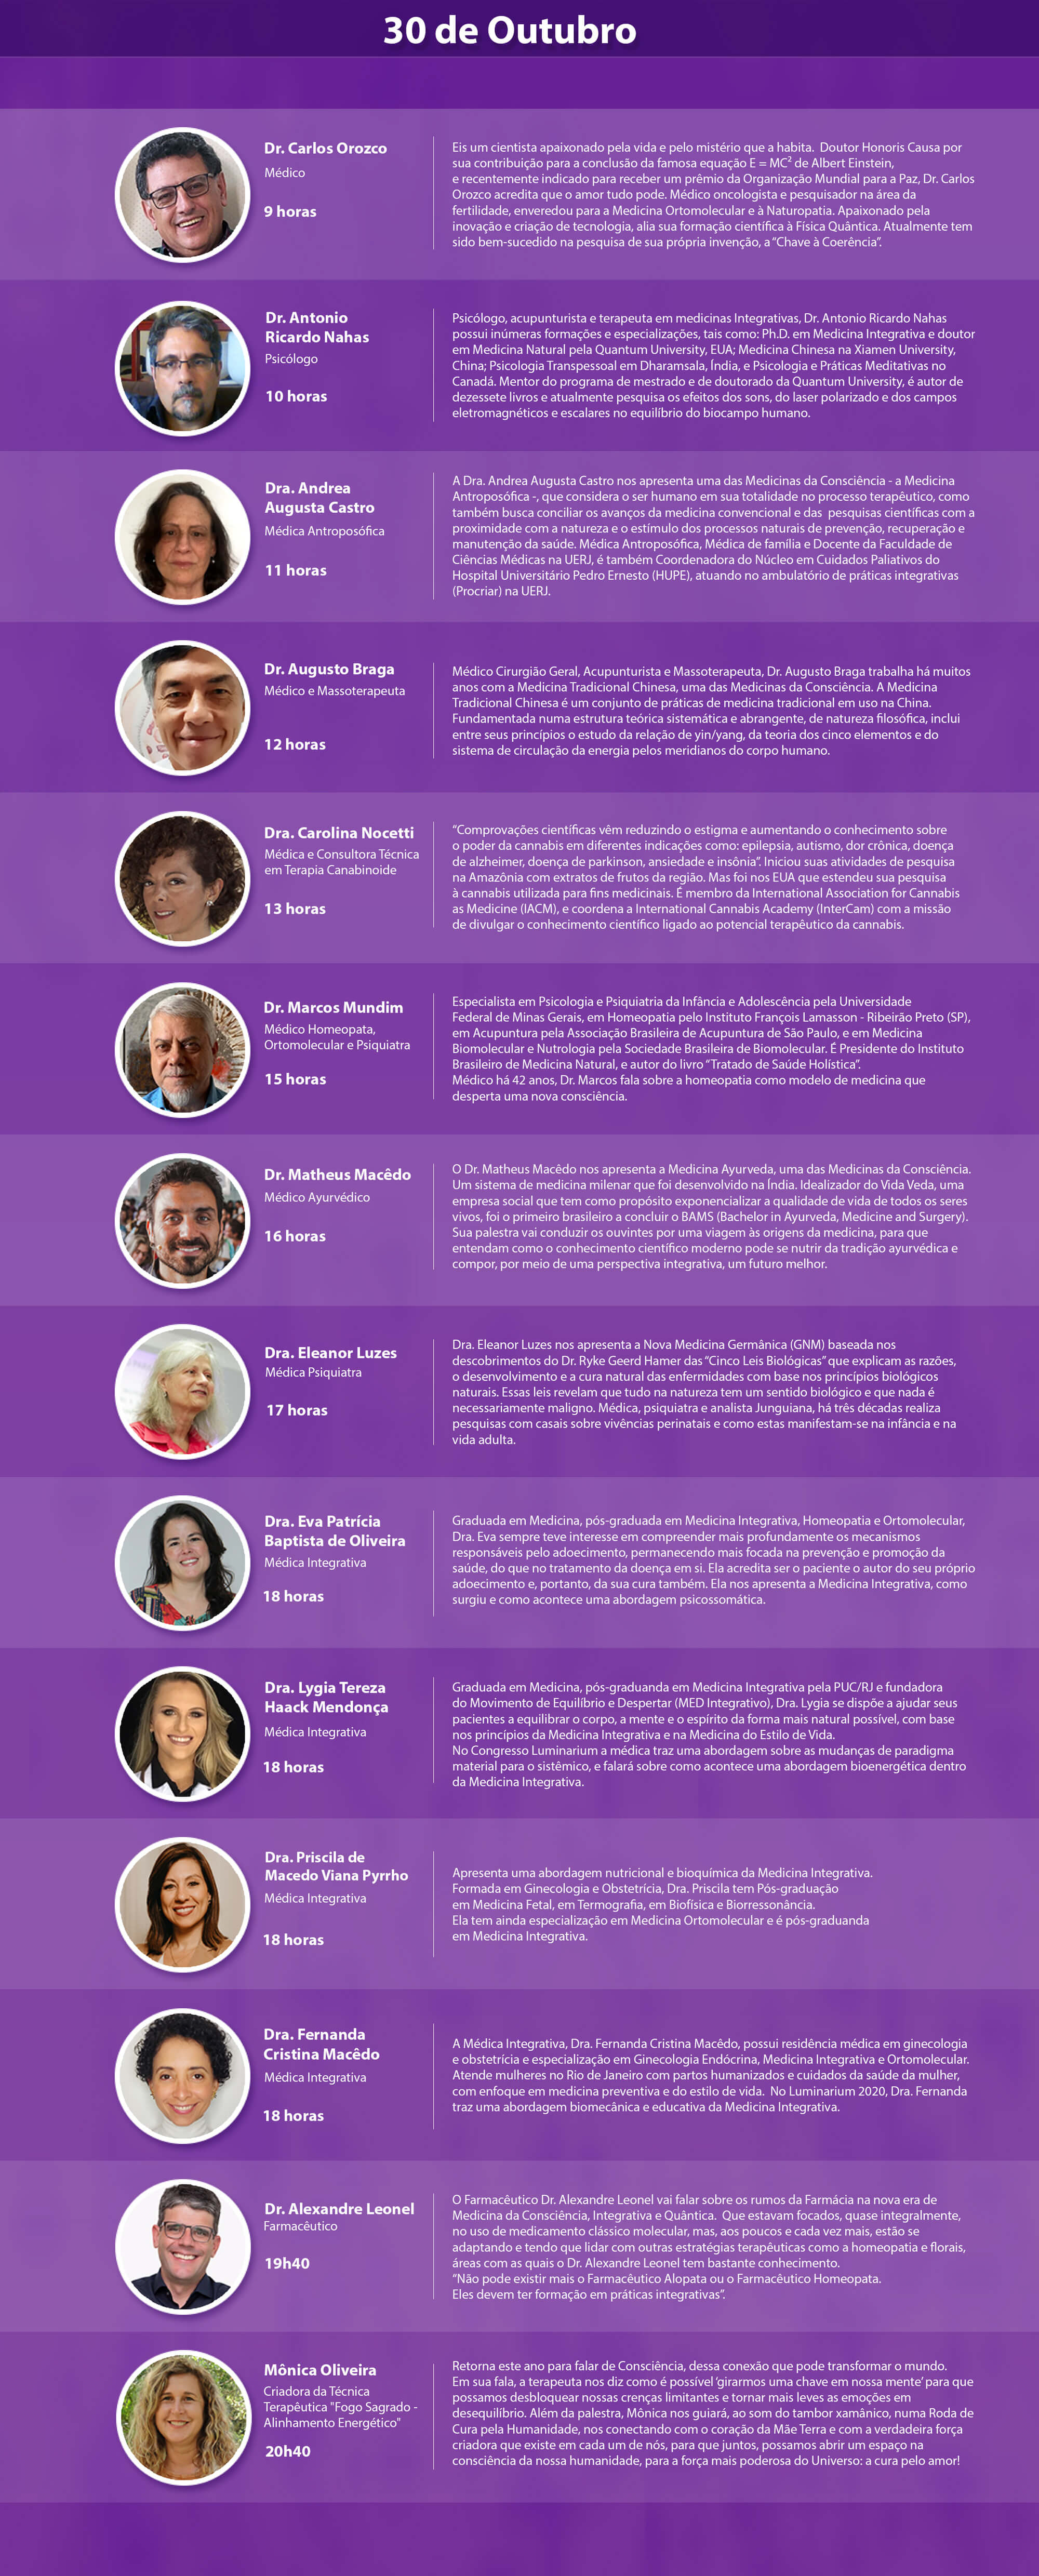 30 de Outubro
Dr. Carlos Orozco
Médico
9 horas
Eis um cientista apaixonado pela vida e pelo mistério que a habita. Doutor Honoris Causa por
sua contribuição para a conclusão da famosa equação E = MC² de Albert Einstein,
e recentemente indicado para receber um prêmio da Organização Mundial para a Paz, Dr. Carlos
Orozco acredita que o amor tudo pode. Médico oncologista e pesquisador na área da
fertilidade, enveredou para a Medicina Ortomolecular e à Naturopatia. Apaixonado pela
inovação e criação de tecnologia, alia sua formação científica à Física Quântica. Atualmente tem
sido bem-sucedido na pesquisa de sua própria invenção, a “Chave à Coerência”.
Dr. Antonio
Ricardo Nahas
Psicólogo
10 horas
Psicólogo, acupunturista e terapeuta em medicinas Integrativas, Dr. Antonio Ricardo Nahas
possui inúmeras formações e especializações, tais como: Ph.D. em Medicina Integrativa e doutor
em Medicina Natural pela Quantum University, EUA; Medicina Chinesa na Xiamen University,
China; Psicologia Transpessoal em Dharamsala, Índia, e Psicologia e Práticas Meditativas no
Canadá. Mentor do programa de mestrado e de doutorado da Quantum University, é autor de
dezessete livros e atualmente pesquisa os efeitos dos sons, do laser polarizado e dos campos
eletromagnéticos e escalares no equilíbrio do biocampo humano.
Dra. Andrea
Augusta Castro
Médica Antroposófica
11 horas
A Dra. Andrea Augusta Castro nos apresenta uma das Medicinas da Consciência - a Medicina
Antroposófica -, que considera o ser humano em sua totalidade no processo terapêutico, como
também busca conciliar os avanços da medicina convencional e das pesquisas científicas com a
proximidade com a natureza e o estímulo dos processos naturais de prevenção, recuperação e
manutenção da saúde. Médica Antroposófica, Médica de família e Docente da Faculdade de
Ciências Médicas na UERJ, é também Coordenadora do Núcleo em Cuidados Paliativos do
Hospital Universitário Pedro Ernesto (HUPE), atuando no ambulatório de práticas integrativas
(Procriar) na UERJ.
Dr. Augusto Braga
Médico e Massoterapeuta
12 horas
Médico Cirurgião Geral, Acupunturista e Massoterapeuta, Dr. Augusto Braga trabalha há muitos
anos com a Medicina Tradicional Chinesa, uma das Medicinas da Consciência. A Medicina
Tradicional Chinesa é um conjunto de práticas de medicina tradicional em uso na China.
Fundamentada numa estrutura teórica sistemática e abrangente, de natureza filosófica, inclui
entre seus princípios o estudo da relação de yin/yang, da teoria dos cinco elementos e do
sistema de circulação da energia pelos meridianos do corpo humano.
Dra. Carolina Nocetti
Médica e Consultora Técnica
em Terapia Canabinoide
13 horas
“Comprovações científicas vêm reduzindo o estigma e aumentando o conhecimento sobre
o poder da cannabis em diferentes indicações como: epilepsia, autismo, dor crônica, doença
de alzheimer, doença de parkinson, ansiedade e insônia”. Iniciou suas atividades de pesquisa
na Amazônia com extratos de frutos da região. Mas foi nos EUA que estendeu sua pesquisa
à cannabis utilizada para fins medicinais. É membro da International Association for Cannabis
as Medicine (IACM), e coordena a International Cannabis Academy (InterCam) com a missão
de divulgar o conhecimento científico ligado ao potencial terapêutico da cannabis.
Dr. Marcos Mundim
Médico Homeopata,
Ortomolecular e Psiquiatra
15 horas
Especialista em Psicologia e Psiquiatria da Infância e Adolescência pela Universidade
Federal de Minas Gerais, em Homeopatia pelo Instituto François Lamasson - Ribeirão Preto (SP),
em Acupuntura pela Associação Brasileira de Acupuntura de São Paulo, e em Medicina
Biomolecular e Nutrologia pela Sociedade Brasileira de Biomolecular. É Presidente do Instituto
Brasileiro de Medicina Natural, e autor do livro “Tratado de Saúde Holística”.
Médico há 42 anos, Dr. Marcos fala sobre a homeopatia como modelo de medicina que
desperta uma nova consciência.
Dr. Matheus Macêdo
Médico Ayurvédico
16 horas
O Dr. Matheus Macêdo nos apresenta a Medicina Ayurveda, uma das Medicinas da Consciência.
Um sistema de medicina milenar que foi desenvolvido na Índia. Idealizador do Vida Veda, uma
empresa social que tem como propósito exponencializar a qualidade de vida de todos os seres
vivos, foi o primeiro brasileiro a concluir o BAMS (Bachelor in Ayurveda, Medicine and Surgery).
Sua palestra vai conduzir os ouvintes por uma viagem às origens da medicina, para que
entendam como o conhecimento científico moderno pode se nutrir da tradição ayurvédica e
compor, por meio de uma perspectiva integrativa, um futuro melhor.
Dra. Eleanor Luzes
Médica Psiquiatra
17 horas
Dra. Eleanor Luzes nos apresenta a Nova Medicina Germânica (GNM) baseada nos
descobrimentos do Dr. Ryke Geerd Hamer das “Cinco Leis Biológicas” que explicam as razões,
o desenvolvimento e a cura natural das enfermidades com base nos princípios biológicos
naturais. Essas leis revelam que tudo na natureza tem um sentido biológico e que nada é
necessariamente maligno. Médica, psiquiatra e analista Junguiana, há três décadas realiza
pesquisas com casais sobre vivências perinatais e como estas manifestam-se na infância e na
vida adulta.
Dra. Eva Patrícia
Baptista de Oliveira
Médica Integrativa
18 horas
Graduada em Medicina, pós-graduada em Medicina Integrativa, Homeopatia e Ortomolecular,
Dra. Eva sempre teve interesse em compreender mais profundamente os mecanismos
responsáveis pelo adoecimento, permanecendo mais focada na prevenção e promoção da
saúde, do que no tratamento da doença em si. Ela acredita ser o paciente o autor do seu próprio
adoecimento e, portanto, da sua cura também. Ela nos apresenta a Medicina Integrativa, como
surgiu e como acontece uma abordagem psicossomática.
Dra. Lygia Tereza
Haack Mendonça
Médica Integrativa
18 horas
Graduada em Medicina, pós-graduanda em Medicina Integrativa pela PUC/RJ e fundadora
do Movimento de Equilíbrio e Despertar (MED Integrativo), Dra. Lygia se dispõe a ajudar seus
pacientes a equilibrar o corpo, a mente e o espírito da forma mais natural possível, com base
nos princípios da Medicina Integrativa e na Medicina do Estilo de Vida.
No Congresso Luminarium a médica traz uma abordagem sobre as mudanças de paradigma
material para o sistêmico, e falará sobre como acontece uma abordagem bioenergética dentro
da Medicina Integrativa.
Dra. Priscila de
Macedo Viana Pyrrho
Médica Integrativa
18 horas
Apresenta uma abordagem nutricional e bioquímica da Medicina Integrativa.
Formada em Ginecologia e Obstetrícia, Dra. Priscila tem Pós-graduação
em Medicina Fetal, em Termografia, em Biofísica e Biorressonância.
Ela tem ainda especialização em Medicina Ortomolecular e é pós-graduanda
em Medicina Integrativa.
Dra. Fernanda
Cristina Macêdo
Médica Integrativa
18 horas
A Médica Integrativa, Dra. Fernanda Cristina Macêdo, possui residência médica em ginecologia
e obstetrícia e especialização em Ginecologia Endócrina, Medicina Integrativa e Ortomolecular.
Atende mulheres no Rio de Janeiro com partos humanizados e cuidados da saúde da mulher,
com enfoque em medicina preventiva e do estilo de vida. No Luminarium 2020, Dra. Fernanda
traz uma abordagem biomecânica e educativa da Medicina Integrativa.
Dr. Alexandre Leonel
Farmacêutico
19h40
O Farmacêutico Dr. Alexandre Leonel vai falar sobre os rumos da Farmácia na nova era de
Medicina da Consciência, Integrativa e Quântica. Que estavam focados, quase integralmente,
no uso de medicamento clássico molecular, mas, aos poucos e cada vez mais, estão se
adaptando e tendo que lidar com outras estratégias terapêuticas como a homeopatia e florais,
áreas com as quais o Dr. Alexandre Leonel tem bastante conhecimento.
“Não pode existir mais o Farmacêutico Alopata ou o Farmacêutico Homeopata.
Eles devem ter formação em práticas integrativas”.
Mônica Oliveira
Criadora da Técnica
Terapêutica "Fogo Sagrado -
Alinhamento Energético"
20h40
Retorna este ano para falar de Consciência, dessa conexão que pode transformar o mundo.
Em sua fala, a terapeuta nos diz como é possível ‘girarmos uma chave em nossa mente’ para que
possamos desbloquear nossas crenças limitantes e tornar mais leves as emoções em
desequilíbrio. Além da palestra, Mônica nos guiará, ao som do tambor xamânico, numa Roda de
Cura pela Humanidade, nos conectando com o coração da Mãe Terra e com a verdadeira força
criadora que existe em cada um de nós, para que juntos, possamos abrir um espaço na
consciência da nossa humanidade, para a força mais poderosa do Universo: a cura pelo amor!